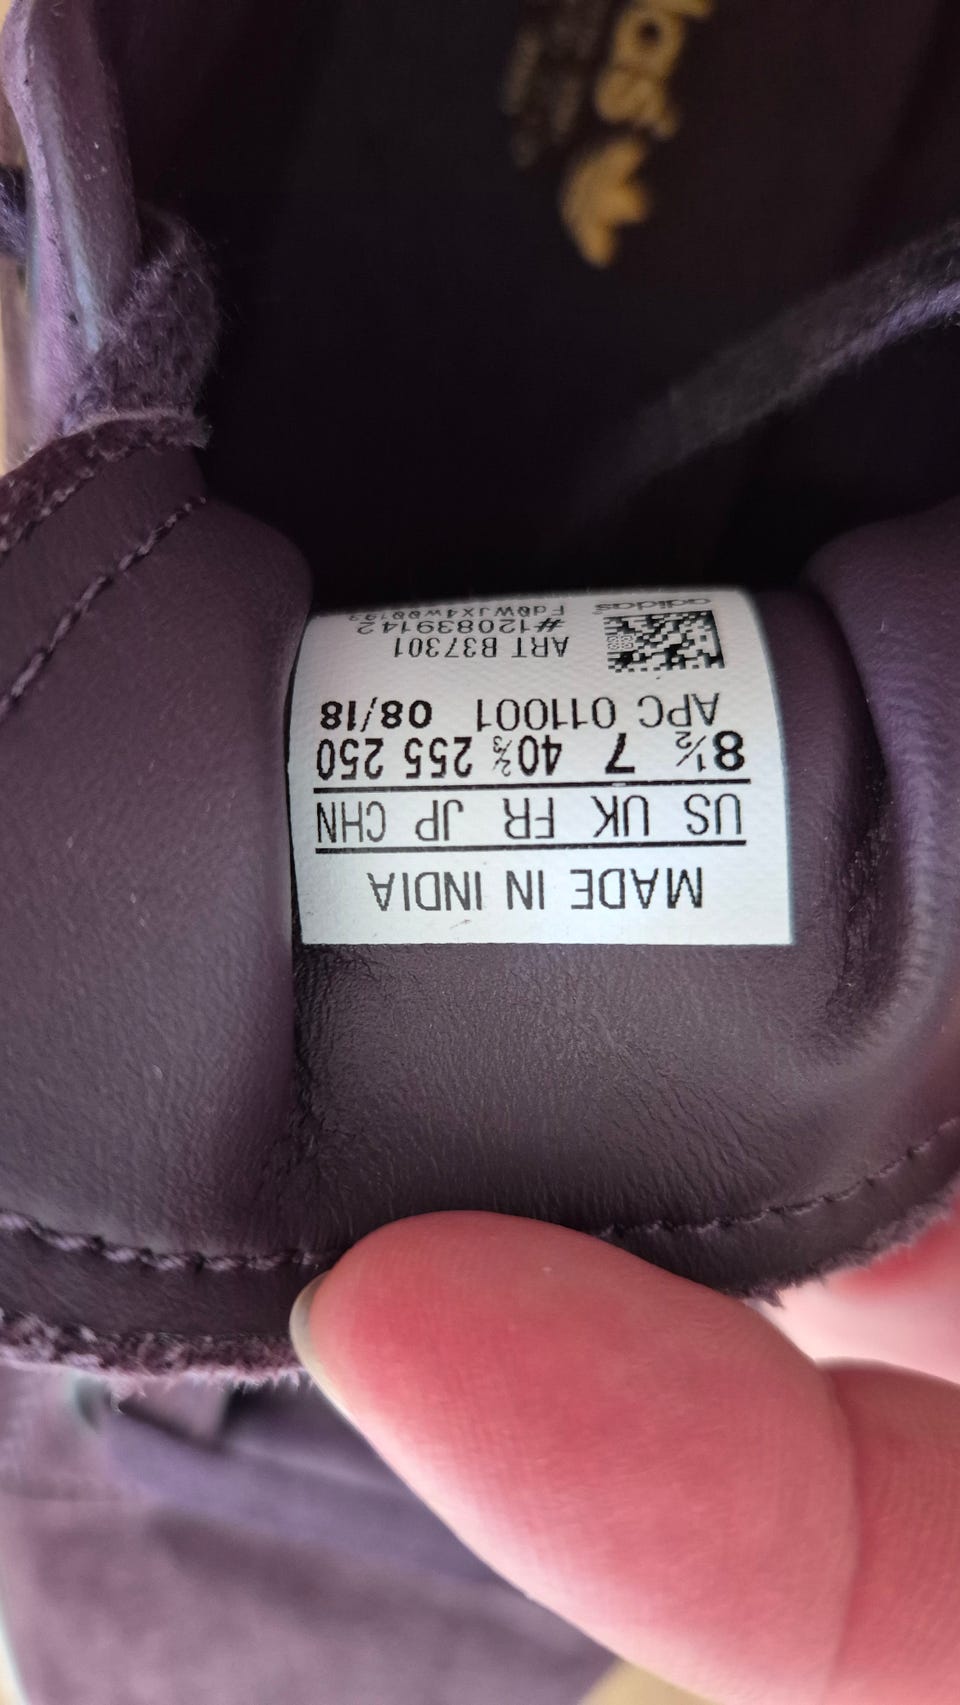 MADE IN INDIA
US UK FR JP CHN
8½ 7 40⅔ 255 250
APC 011001 08/18
ART B37301
#120839142
adidas